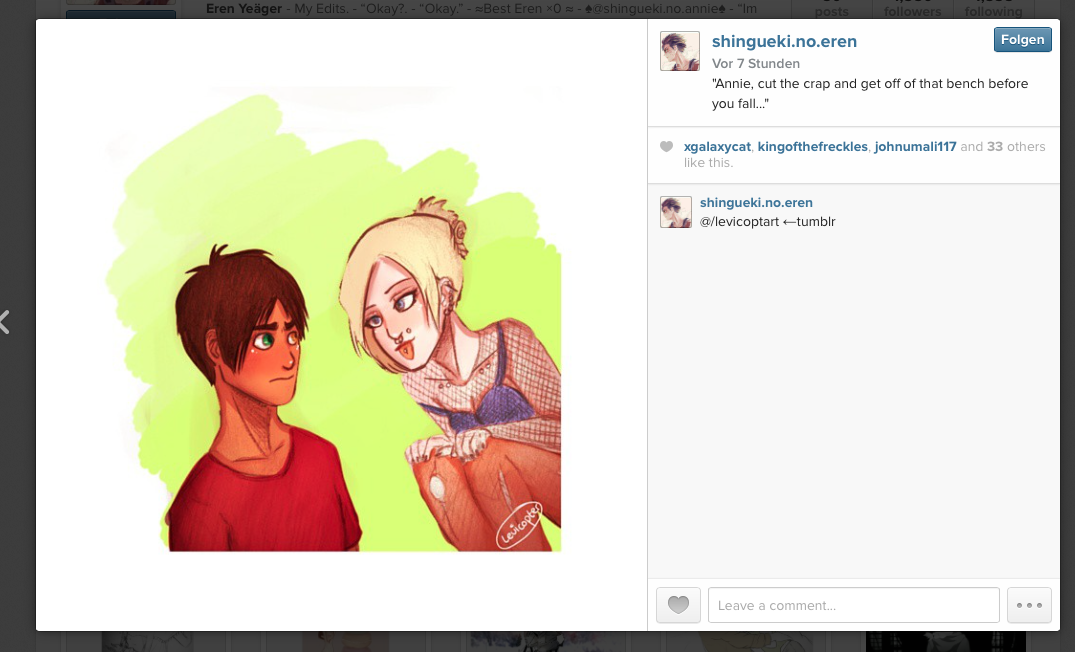 Eren Yeäger - My Edits. - “Okay?. - “Okay.” - ≈Best Eren ×0 ≈ - ♠@shingueki.no.annie♠ - “Im
posts
followers
following
shingueki.no.eren
Folgen
Vor 7 Stunden
"Annie, cut the crap and get off of that bench before
you fall..."
xgalaxycat, kingofthefreckles, johnumali117 and 33 others
like this.
shingueki.no.eren
@/levicoptart ←tumblr
Levicopter
Leave a comment...